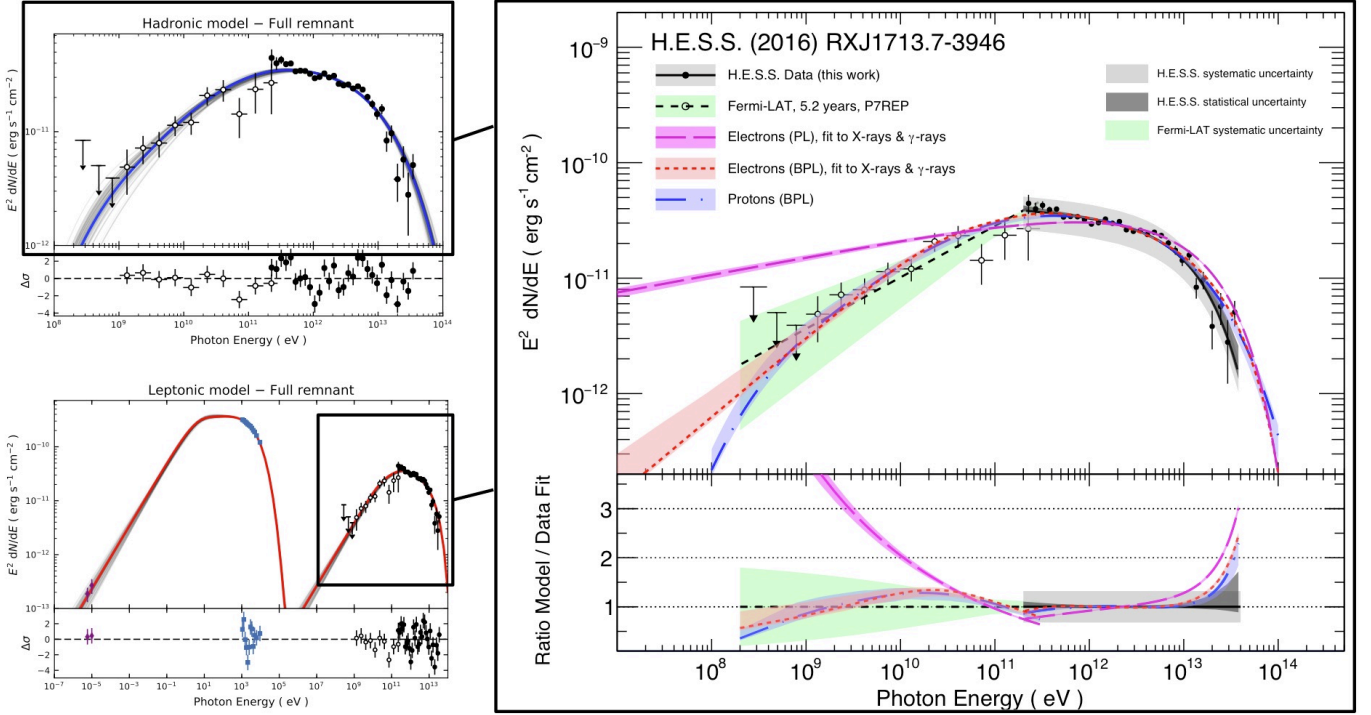 Hadronic model − Full remnant
E² dN/dE ( erg s⁻¹ cm⁻² )
10⁻¹¹
10⁻¹²
Δσ
2
0
−2
−4
10⁸ 10⁹ 10¹⁰ 10¹¹ 10¹² 10¹³ 10¹⁴
Photon Energy ( eV )
Leptonic model − Full remnant
E² dN/dE ( erg s⁻¹ cm⁻² )
10⁻¹⁰
10⁻¹¹
10⁻¹²
10⁻¹³
Δσ
2
0
−2
−4
10⁻⁷ 10⁻⁵ 10⁻³ 10⁻¹ 10¹ 10³ 10⁵ 10⁷ 10⁹ 10¹¹ 10¹³
Photon Energy ( eV )
H.E.S.S. (2016) RXJ1713.7-3946
H.E.S.S. Data (this work)
Fermi-LAT, 5.2 years, P7REP
Electrons (PL), fit to X-rays & γ-rays
Electrons (BPL), fit to X-rays & γ-rays
Protons (BPL)
H.E.S.S. systematic uncertainty
H.E.S.S. statistical uncertainty
Fermi-LAT systematic uncertainty
E² dN/dE ( erg s⁻¹ cm⁻² )
10⁻⁹
10⁻¹⁰
10⁻¹¹
10⁻¹²
Ratio Model / Data Fit
3
2
1
10⁸ 10⁹ 10¹⁰ 10¹¹ 10¹² 10¹³ 10¹⁴
Photon Energy ( eV )